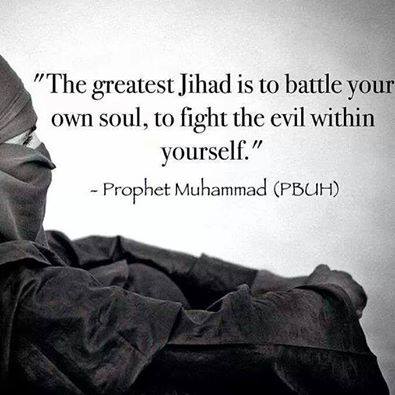 "The greatest Jihad is to battle your
own soul, to fight the evil within
yourself."
- Prophet Muhammad (PBUH)